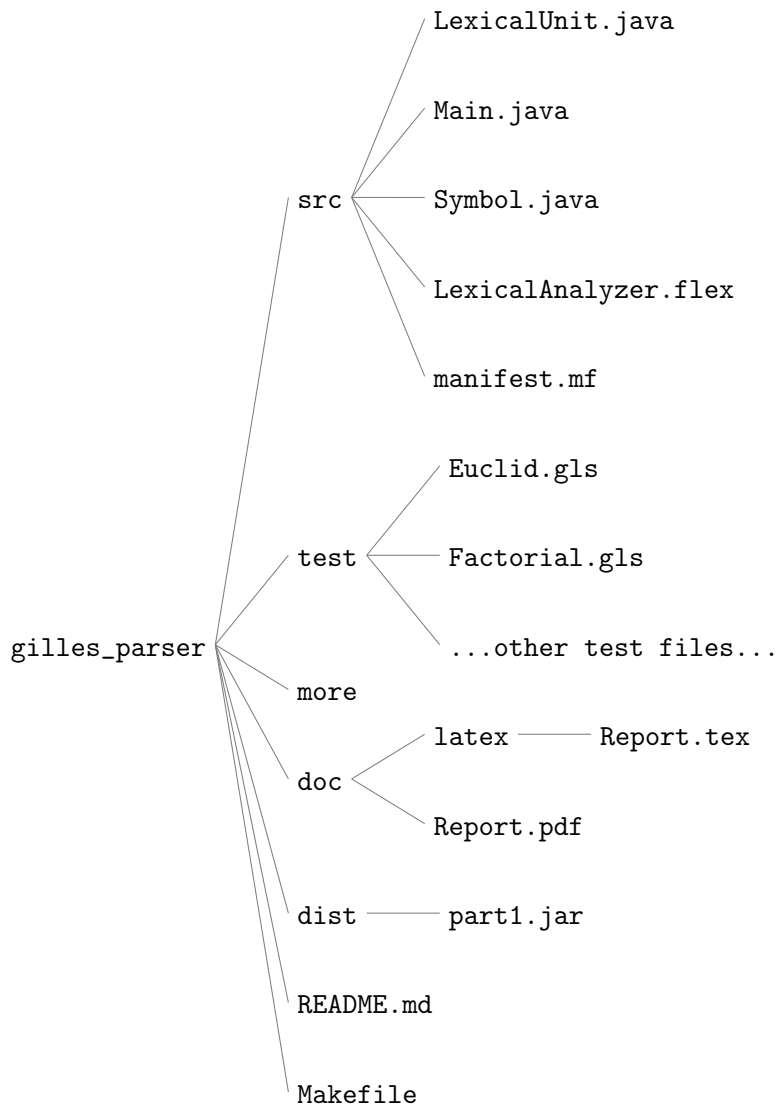 LexicalUnit.java
Main.java
src
Symbol.java
LexicalAnalyzer.flex
manifest.mf
Euclid.gls
test
Factorial.gls
gilles_parser
...other test files...
more
latex
Report.tex
doc
Report.pdf
dist
part1.jar
README.md
Makefile